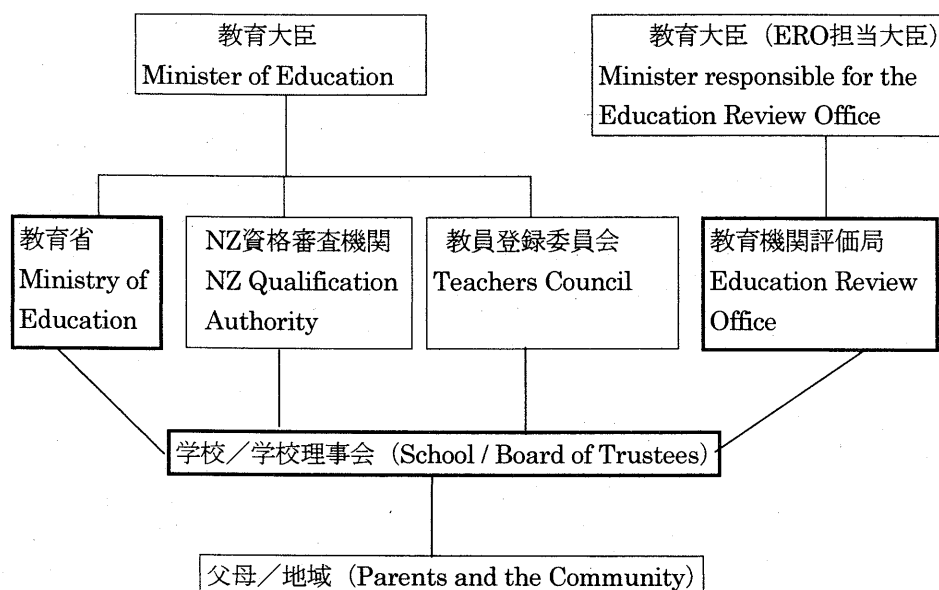 教育大臣
Minister of Education
教育大臣（ERO担当大臣）
Minister responsible for the
Education Review Office
教育省
Ministry of
Education
NZ資格審査機関
NZ Qualification
Authority
教員登録委員会
Teachers Council
教育機関評価局
Education Review
Office
学校／学校理事会（School / Board of Trustees）
父母／地域（Parents and the Community）